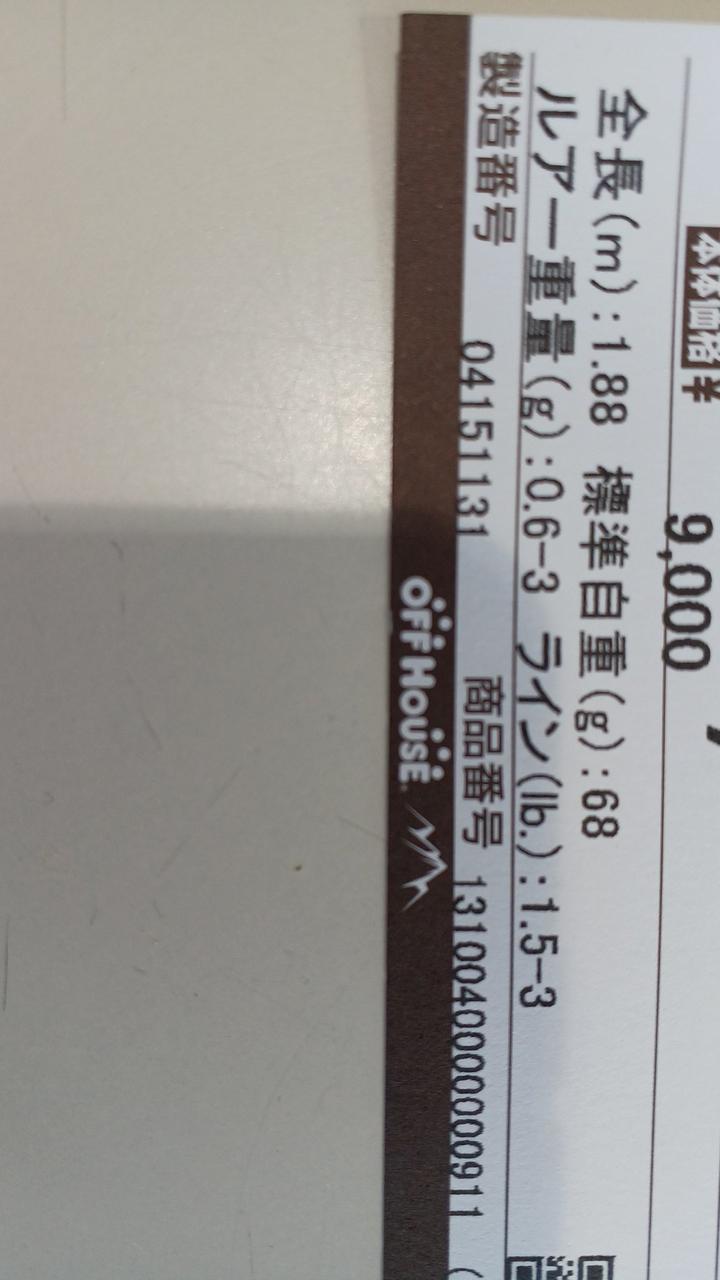 本体価格 ¥ 9,000
全長(m):1.88 標準自重(g):68
ルアー重量(g):0.6-3 ライン(lb.):1.5-3
製造番号 04151131 商品番号 1310040000000911
OFF HOUSE